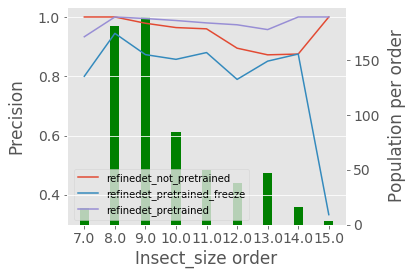 1.0
0.8
0.6
0.4
Precision
150
100
50
0
Population per order
refinedet_not_pretrained
refinedet_pretrained_freeze
refinedet_pretrained
7.0 8.0 9.0 10.0 11.0 12.0 13.0 14.0 15.0
Insect_size order